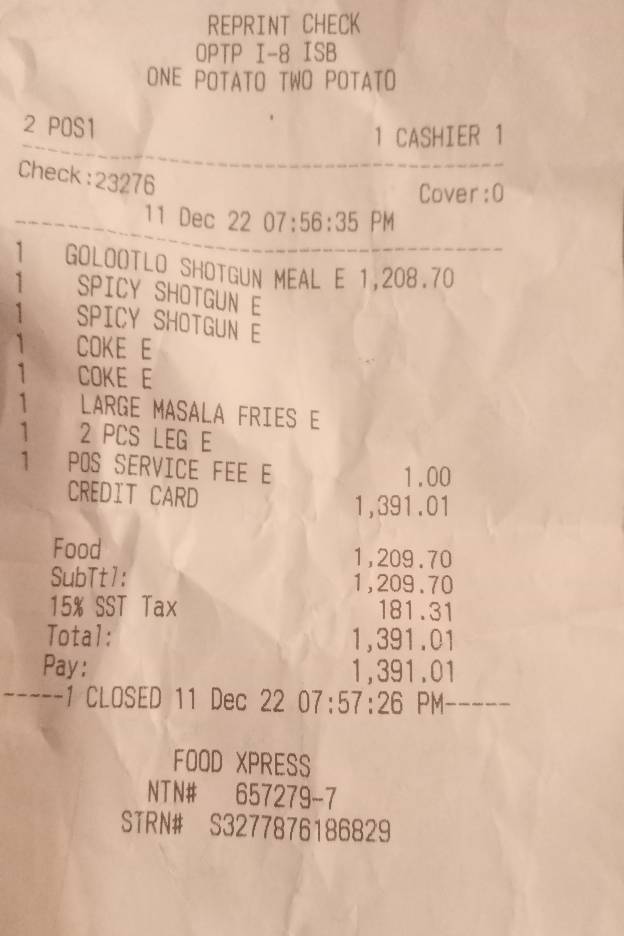 REPRINT CHECK
OPTP I-8 ISB
ONE POTATO TWO POTATO
2 POS1 1 CASHIER 1
Check:23276 Cover:0
11 Dec 22 07:56:35 PM
1 GOLOOTLO SHOTGUN MEAL E 1,208.70
1 SPICY SHOTGUN E
1 SPICY SHOTGUN E
1 COKE E
1 COKE E
1 LARGE MASALA FRIES E
1 2 PCS LEG E
1 POS SERVICE FEE E 1.00
CREDIT CARD 1,391.01
Food 1,209.70
SubTtl: 1,209.70
15% SST Tax 181.31
Total: 1,391.01
Pay: 1,391.01
-----1 CLOSED 11 Dec 22 07:57:26 PM-----
FOOD XPRESS
NTN# 657279-7
STRN# S3277876186829